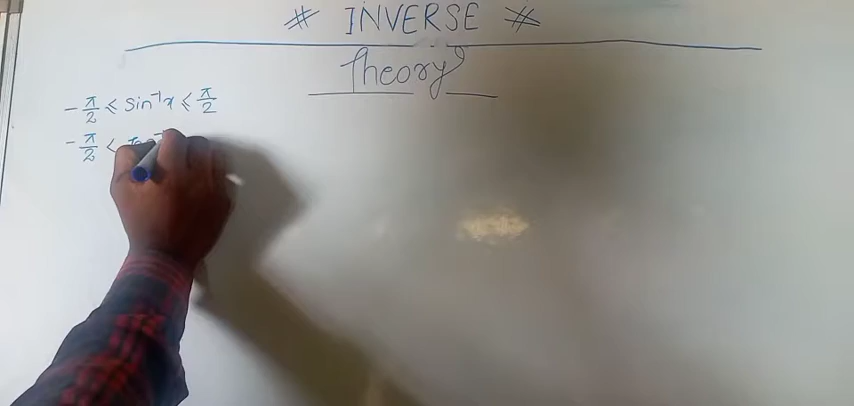 * INVERSE *
Theory
-π/2 ≤ sin⁻¹x ≤ π/2
-π/2 <